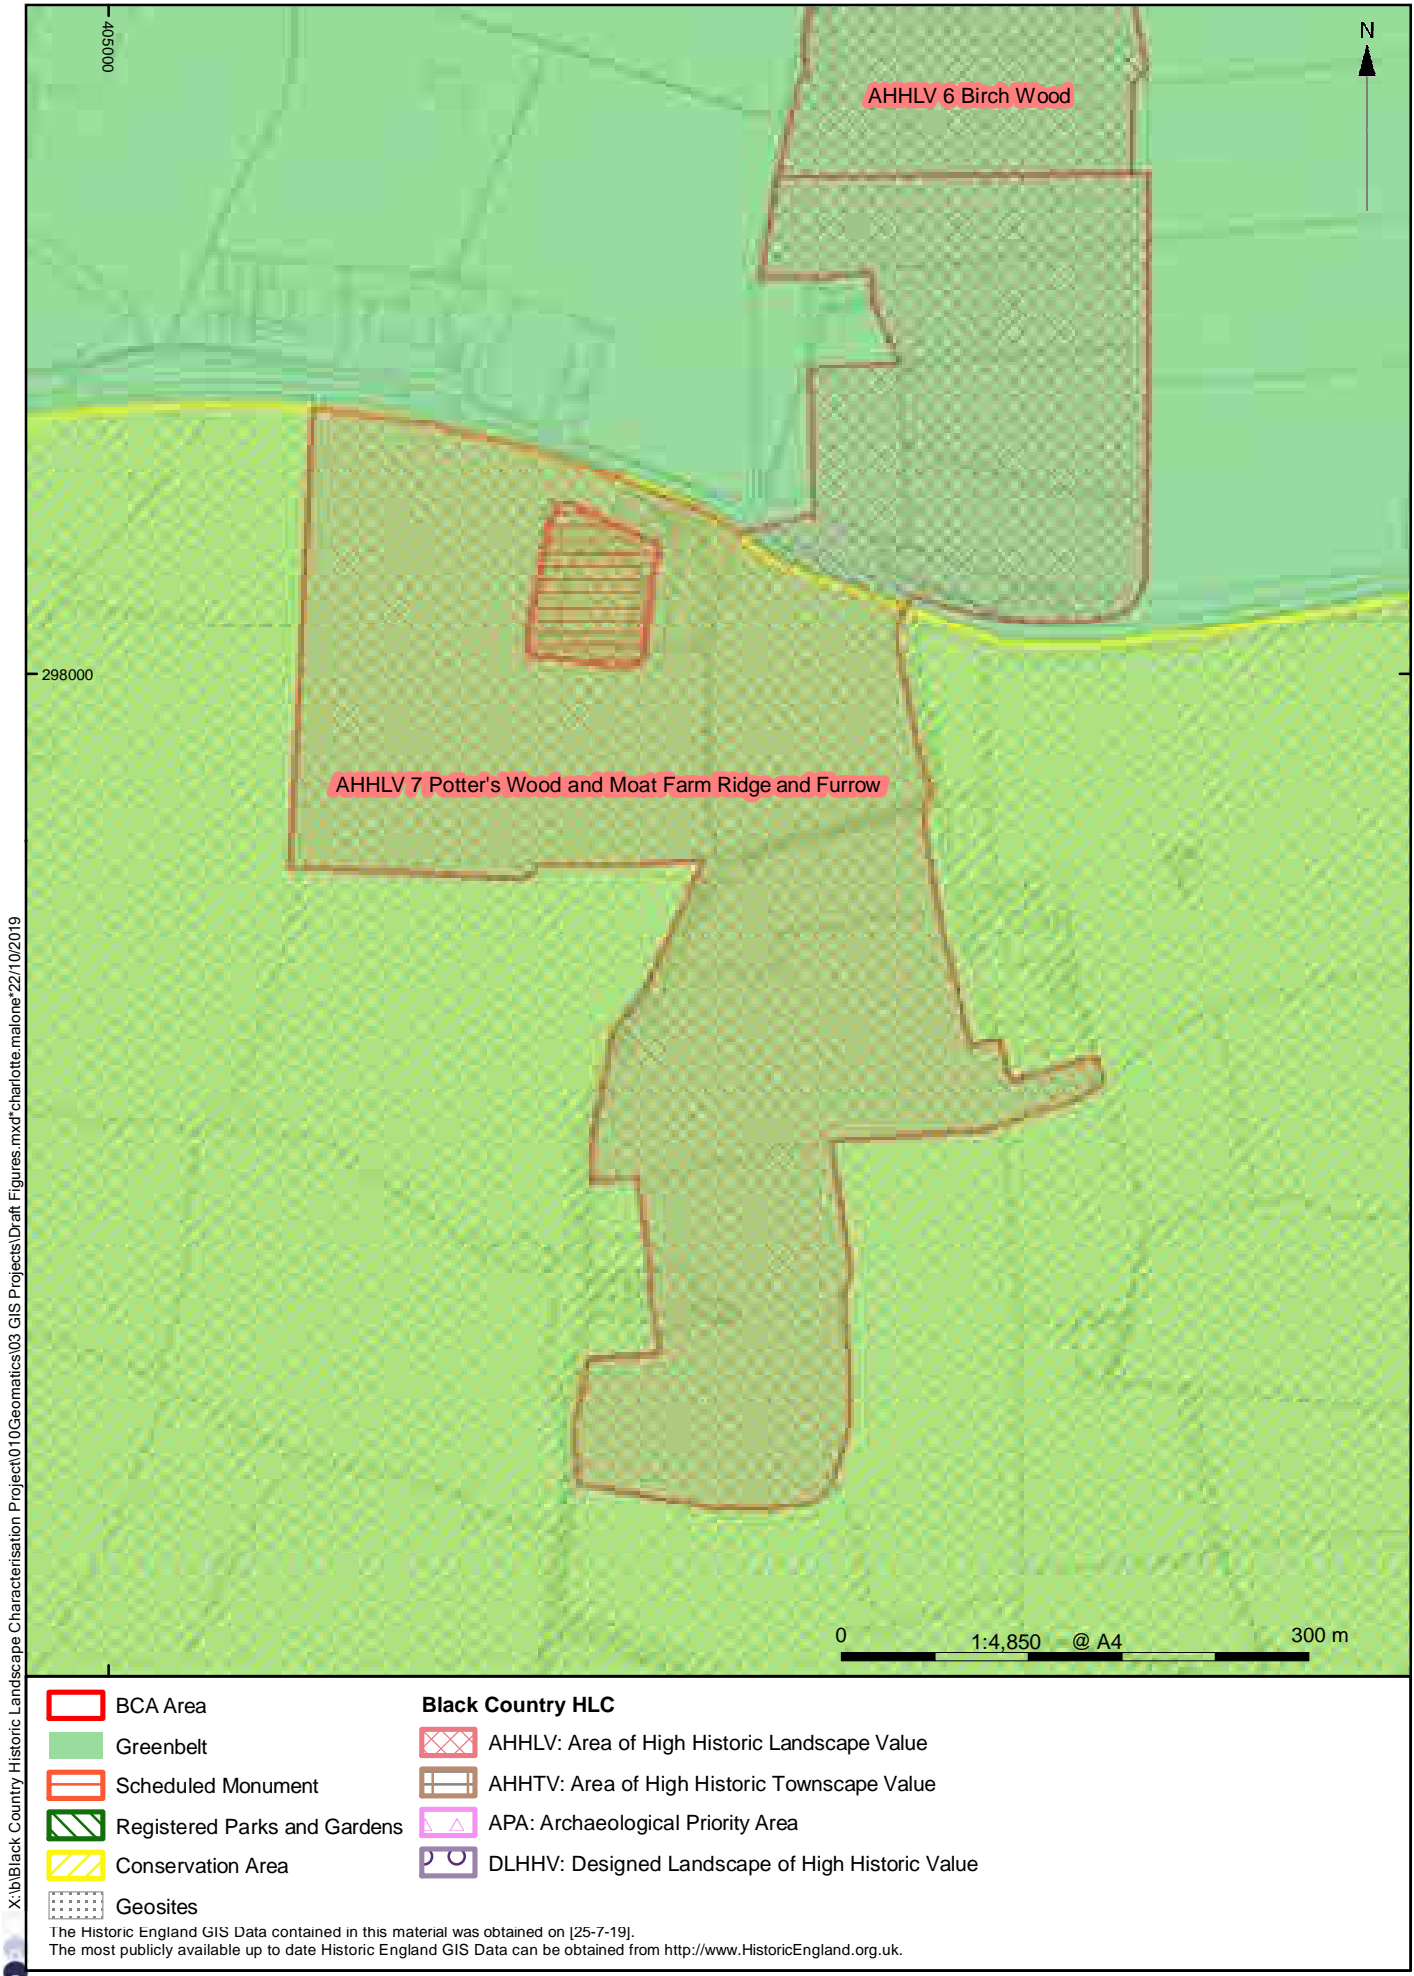 405000
N
AHHLV 6 Birch Wood
298000
AHHLV 7 Potter's Wood and Moat Farm Ridge and Furrow
0
1:4,850 @ A4
300 m
X:\b\Black Country Historic Landscape Characterisation Project\010Geomatics\03 GIS Projects\Draft Figures.mxd*charlotte.malone*22/10/2019
BCA Area
Greenbelt
Scheduled Monument
Registered Parks and Gardens
Conservation Area
Geosites
Black Country HLC
AHHLV: Area of High Historic Landscape Value
AHHTV: Area of High Historic Townscape Value
APA: Archaeological Priority Area
DLHHV: Designed Landscape of High Historic Value
The Historic England GIS Data contained in this material was obtained on [25-7-19].
The most publicly available up to date Historic England GIS Data can be obtained from http://www.HistoricEngland.org.uk.